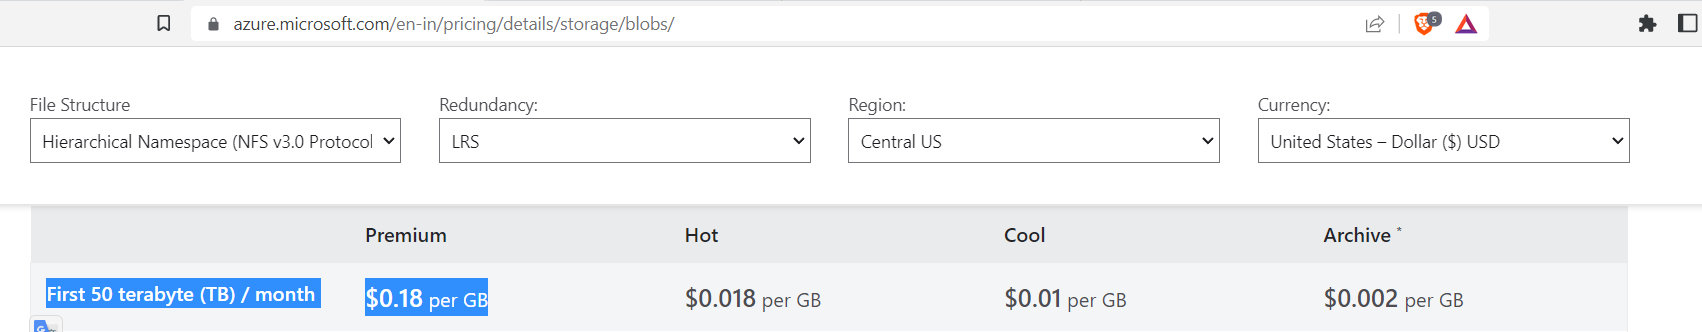 azure.microsoft.com/en-in/pricing/details/storage/blobs/
5
File Structure Redundancy: Region: Currency:
Hierarchical Namespace (NFS v3.0 Protocol LRS Central US United States – Dollar ($) USD
Premium Hot Cool Archive *
First 50 terabyte (TB) / month $0.18 per GB $0.018 per GB $0.01 per GB $0.002 per GB
G